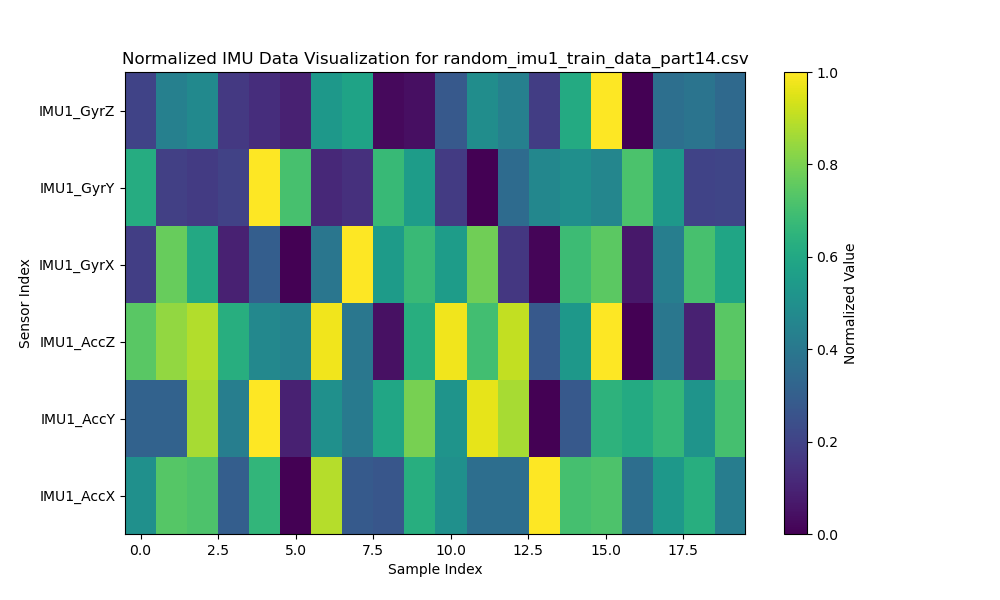 Normalized IMU Data Visualization for random_imu1_train_data_part14.csv
IMU1_GyrZ
IMU1_GyrY
IMU1_GyrX
IMU1_AccZ
IMU1_AccY
IMU1_AccX
Sensor Index
0.0 2.5 5.0 7.5 10.0 12.5 15.0 17.5
Sample Index
1.0
0.8
0.6
0.4
0.2
0.0
Normalized Value